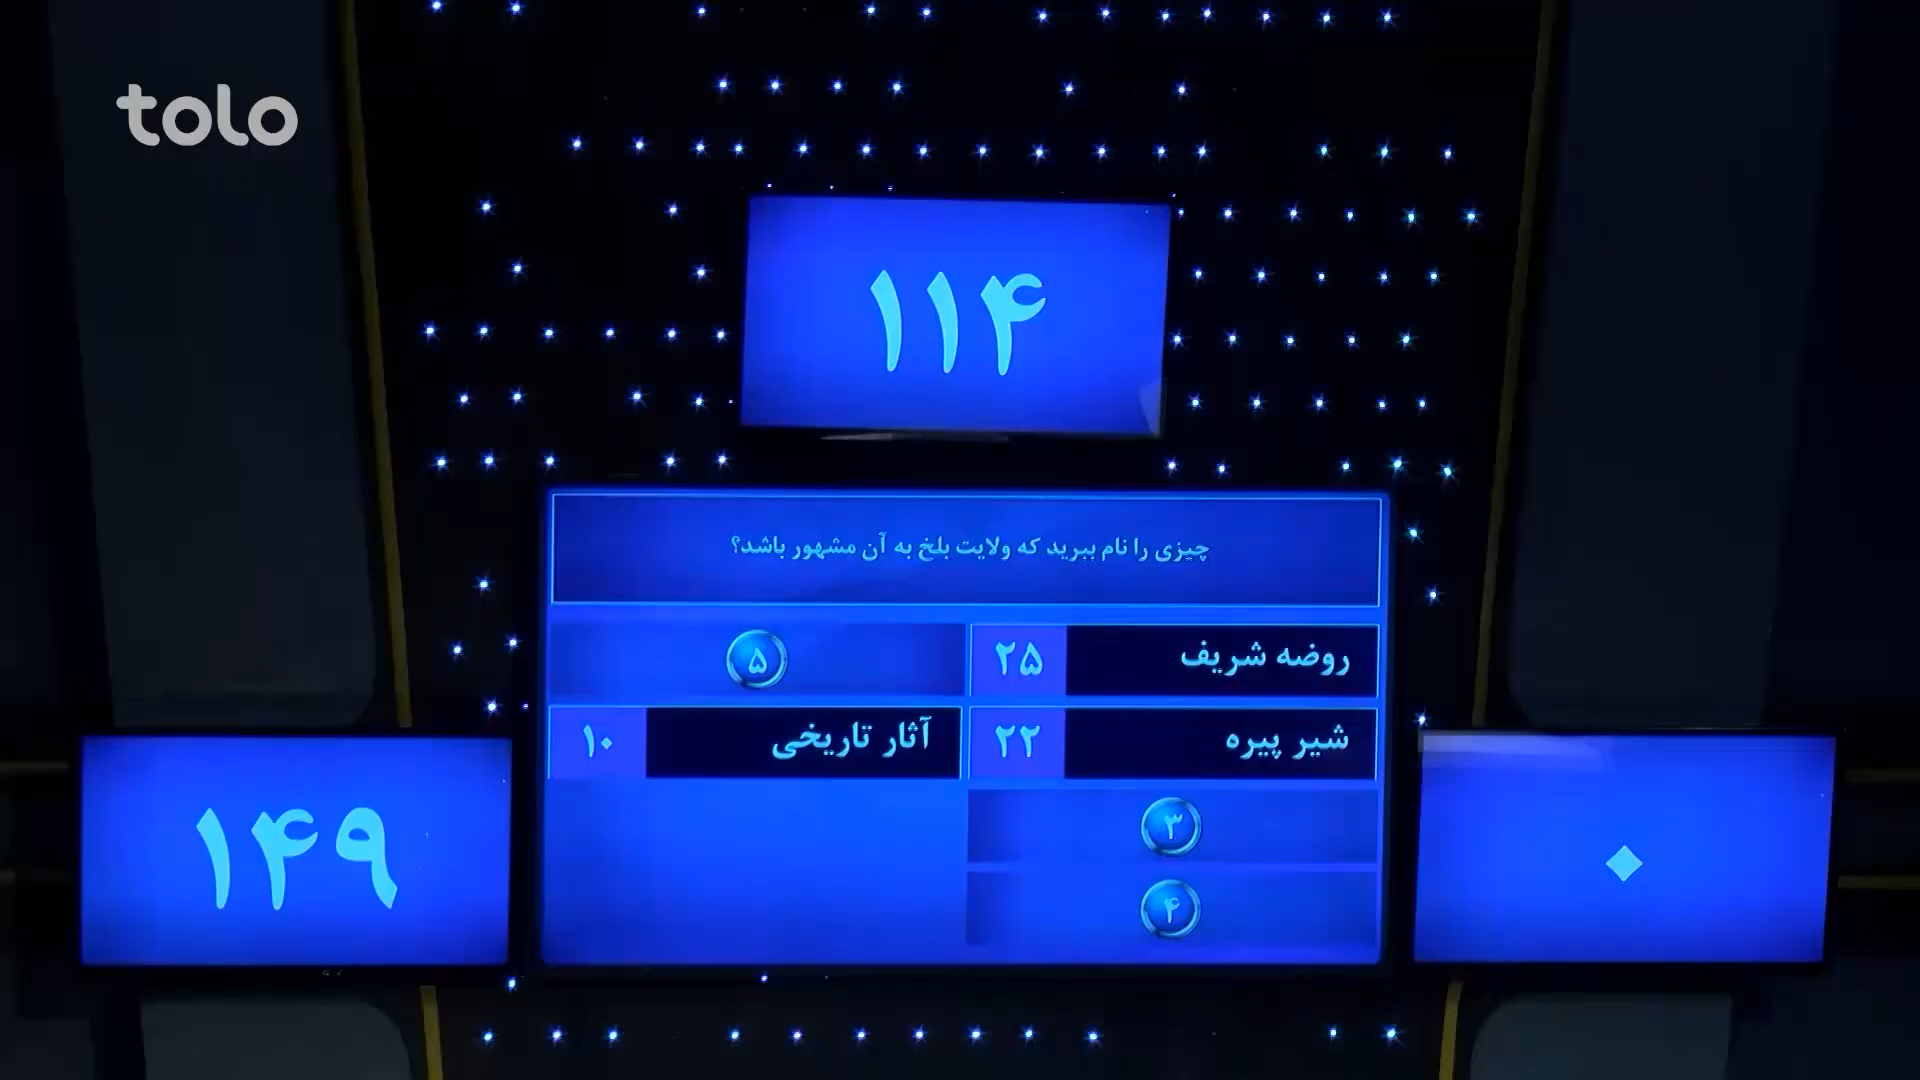 tolo
۱۱۴
چیزی را نام ببرید که ولایت بلخ به آن مشهور باشد؟
روضه شریف ۲۵
۵
شیر پیره ۲۲
آثار تاریخی ۱۰
۳
۴
۱۴۹
۰